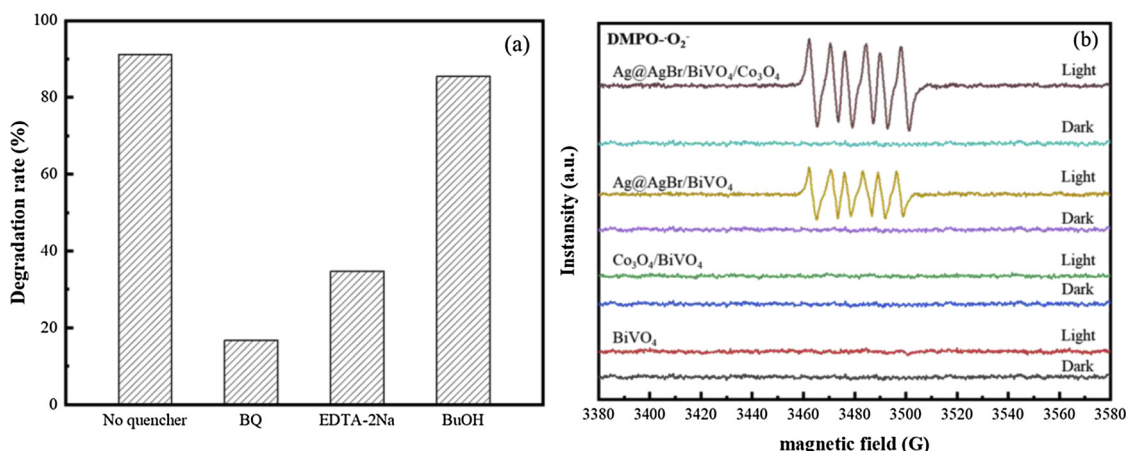 100
80
60
40
20
0
Degradation rate (%)
(a)
No quencher
BQ
EDTA-2Na
BuOH
(b)
DMPO-·O₂⁻
Ag@AgBr/BiVO₄/Co₃O₄
Light
Dark
Ag@AgBr/BiVO₄
Light
Dark
Co₃O₄/BiVO₄
Light
Dark
BiVO₄
Light
Dark
Instansity (a.u.)
3380 3400 3420 3440 3460 3480 3500 3520 3540 3560 3580
magnetic field (G)